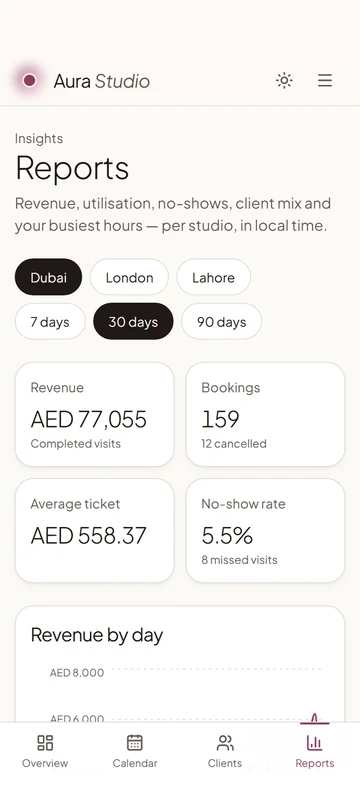 Aura Studio
Insights
Reports
Revenue, utilisation, no-shows, client mix and
your busiest hours — per studio, in local time.
Dubai London Lahore
7 days 30 days 90 days
Revenue
AED 77,055
Completed visits
Bookings
159
12 cancelled
Average ticket
AED 558.37
No-show rate
5.5%
8 missed visits
Revenue by day
AED 8,000
AED 6,000
Overview Calendar Clients Reports